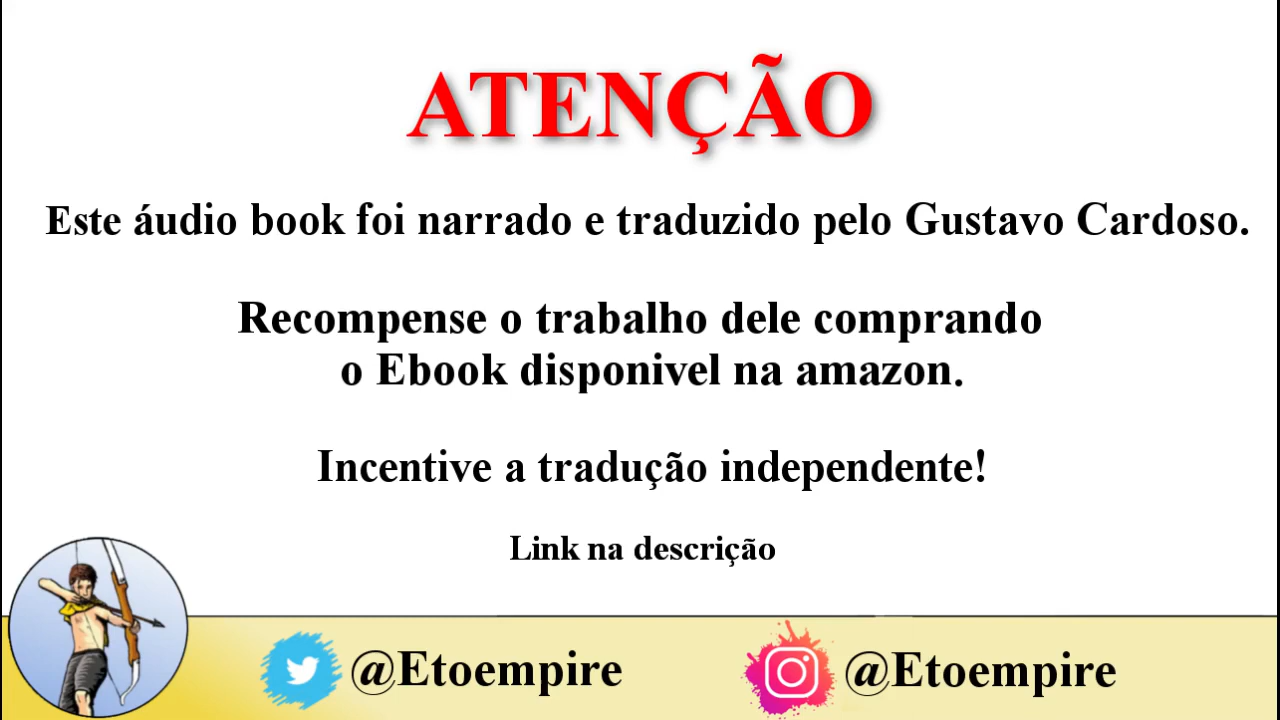 ATENÇÃO
Este áudio book foi narrado e traduzido pelo Gustavo Cardoso.
Recompense o trabalho dele comprando
o Ebook disponivel na amazon.
Incentive a tradução independente!
Link na descrição
@Etoempire
@Etoempire